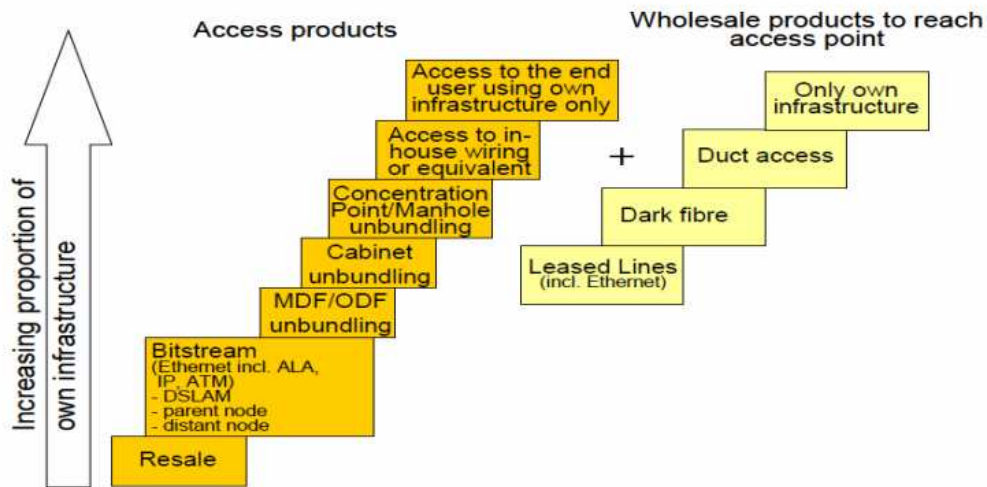 Access products
Wholesale products to reach
access point
Increasing proportion of
own infrastructure
Access to the end
user using own
infrastructure only
Access to in-
house wiring
or equivalent
Concentration
Point/Manhole
unbundling
Cabinet
unbundling
MDF/ODF
unbundling
Bitstream
(Ethernet incl. ALA,
IP, ATM)
- DSLAM
- parent node
- distant node
Resale
+
Only own
infrastructure
Duct access
Dark fibre
Leased Lines
(incl. Ethernet)